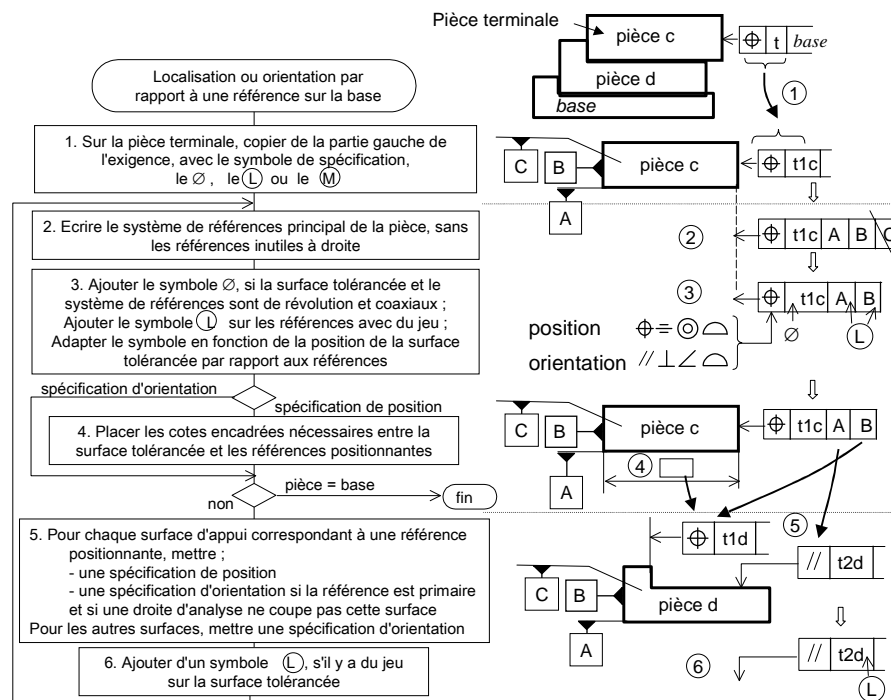 Pièce terminale
pièce c
pièce d
base
⌖ t base
1
Localisation ou orientation par
rapport à une référence sur la base
1. Sur la pièce terminale, copier de la partie gauche de
l'exigence, avec le symbole de spécification,
le ∅ , le Ⓛ ou le Ⓜ
C
B
A
pièce c
⌖ t1c
2. Ecrire le système de références principal de la pièce, sans
les références inutiles à droite
2
⌖ t1c A B C
3. Ajouter le symbole ∅, si la surface tolérancée et le
système de références sont de révolution et coaxiaux ;
Ajouter le symbole Ⓛ sur les références avec du jeu ;
Adapter le symbole en fonction de la position de la surface
tolérancée par rapport aux références
3
⌖ t1c A B
∅
L
position ⌖ ⌯ ◎ ⌓
orientation // ⊥ ∠ ⌓
spécification d'orientation
spécification de position
4. Placer les cotes encadrées nécessaires entre la
surface tolérancée et les références positionnantes
C
B
A
pièce c
⌖ t1c A B
4
non
pièce = base
fin
5. Pour chaque surface d'appui correspondant à une référence
positionnante, mettre ;
- une spécification de position
- une spécification d'orientation si la référence est primaire
et si une droite d'analyse ne coupe pas cette surface
Pour les autres surfaces, mettre une spécification d'orientation
5
⌖ t1d
// t2d
C
B
A
pièce d
6. Ajouter d'un symbole Ⓛ, s'il y a du jeu
sur la surface tolérancée
6
// t2d
L